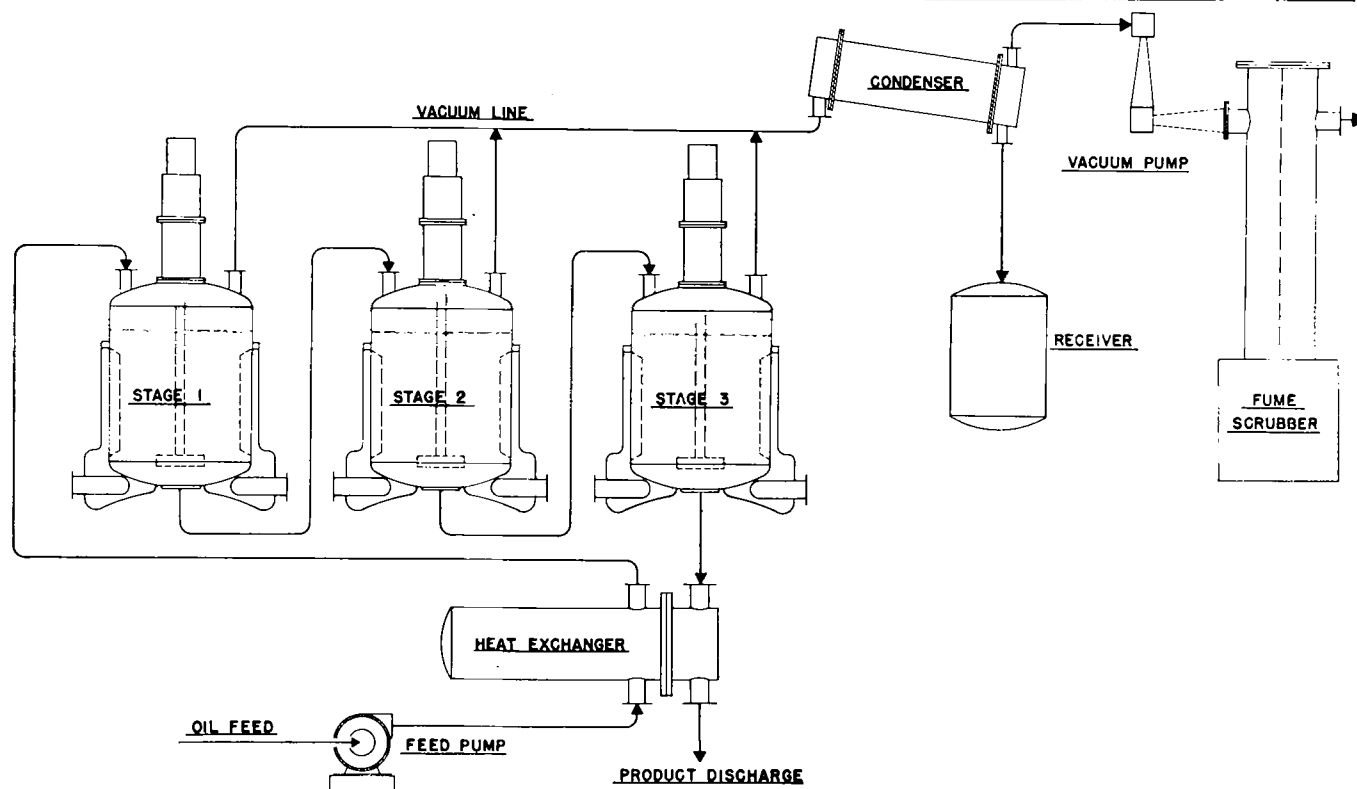 CONDENSER
VACUUM LINE
VACUUM PUMP
RECEIVER
STAGE 1
STAGE 2
STAGE 3
FUME
SCRUBBER
HEAT EXCHANGER
OIL FEED
FEED PUMP
PRODUCT DISCHARGE